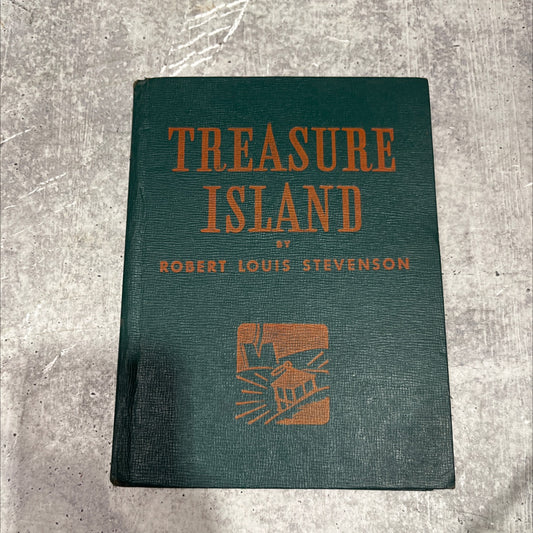 TREASURE
ISLAND
BY
ROBERT LOUIS STEVENSON